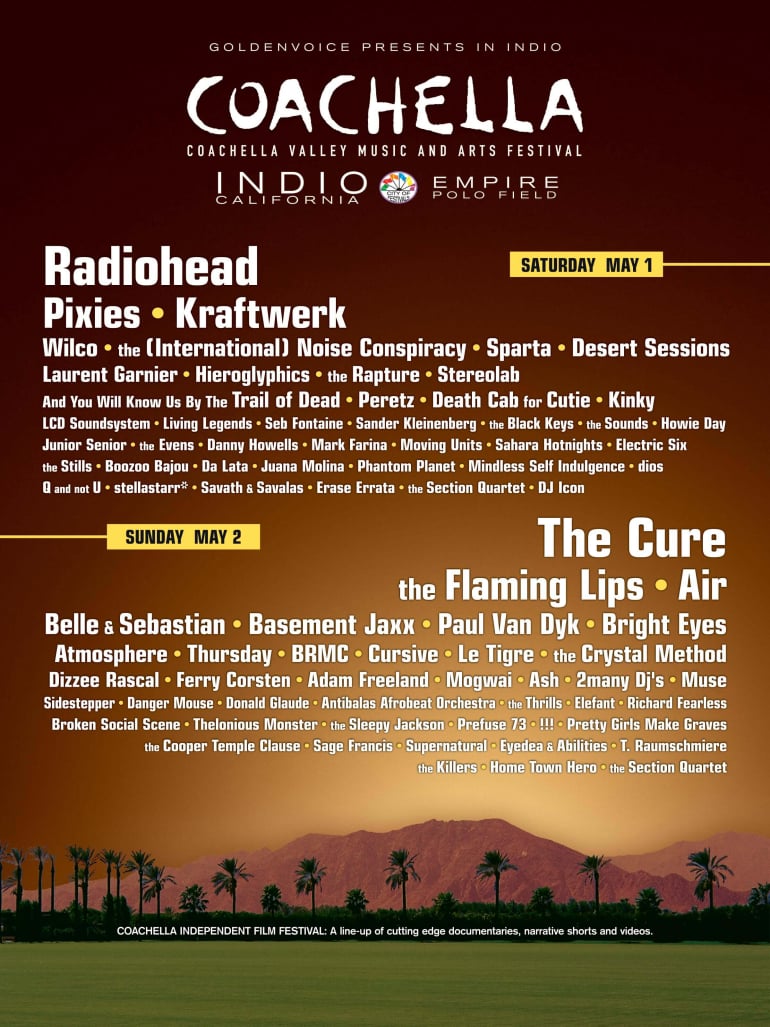 GOLDENVOICE PRESENTS IN INDIO
COACHELLA
COACHELLA VALLEY MUSIC AND ARTS FESTIVAL
INDIO CITY OF FESTIVALS EMPIRE
CALIFORNIA POLO FIELD
Radiohead
SATURDAY MAY 1
Pixies • Kraftwerk
Wilco • the (International) Noise Conspiracy • Sparta • Desert Sessions
Laurent Garnier • Hieroglyphics • the Rapture • Stereolab
And You Will Know Us By The Trail of Dead • Peretz • Death Cab for Cutie • Kinky
LCD Soundsystem • Living Legends • Seb Fontaine • Sander Kleinenberg • the Black Keys • the Sounds • Howie Day
Junior Senior • the Evens • Danny Howells • Mark Farina • Moving Units • Sahara Hotnights • Electric Six
the Stills • Boozoo Bajou • Da Lata • Juana Molina • Phantom Planet • Mindless Self Indulgence • dios
Q and not U • stellastarr* • Savath & Savalas • Erase Errata • the Section Quartet • DJ Icon
SUNDAY MAY 2
The Cure
the Flaming Lips • Air
Belle & Sebastian • Basement Jaxx • Paul Van Dyk • Bright Eyes
Atmosphere • Thursday • BRMC • Cursive • Le Tigre • the Crystal Method
Dizzee Rascal • Ferry Corsten • Adam Freeland • Mogwai • Ash • 2many Dj's • Muse
Sidestepper • Danger Mouse • Donald Glaude • Antibalas Afrobeat Orchestra • the Thrills • Elefant • Richard Fearless
Broken Social Scene • Thelonious Monster • the Sleepy Jackson • Prefuse 73 • !!! • Pretty Girls Make Graves
the Cooper Temple Clause • Sage Francis • Supernatural • Eyedea & Abilities • T. Raumschmiere
the Killers • Home Town Hero • the Section Quartet
COACHELLA INDEPENDENT FILM FESTIVAL: A line-up of cutting edge documentaries, narrative shorts and videos.